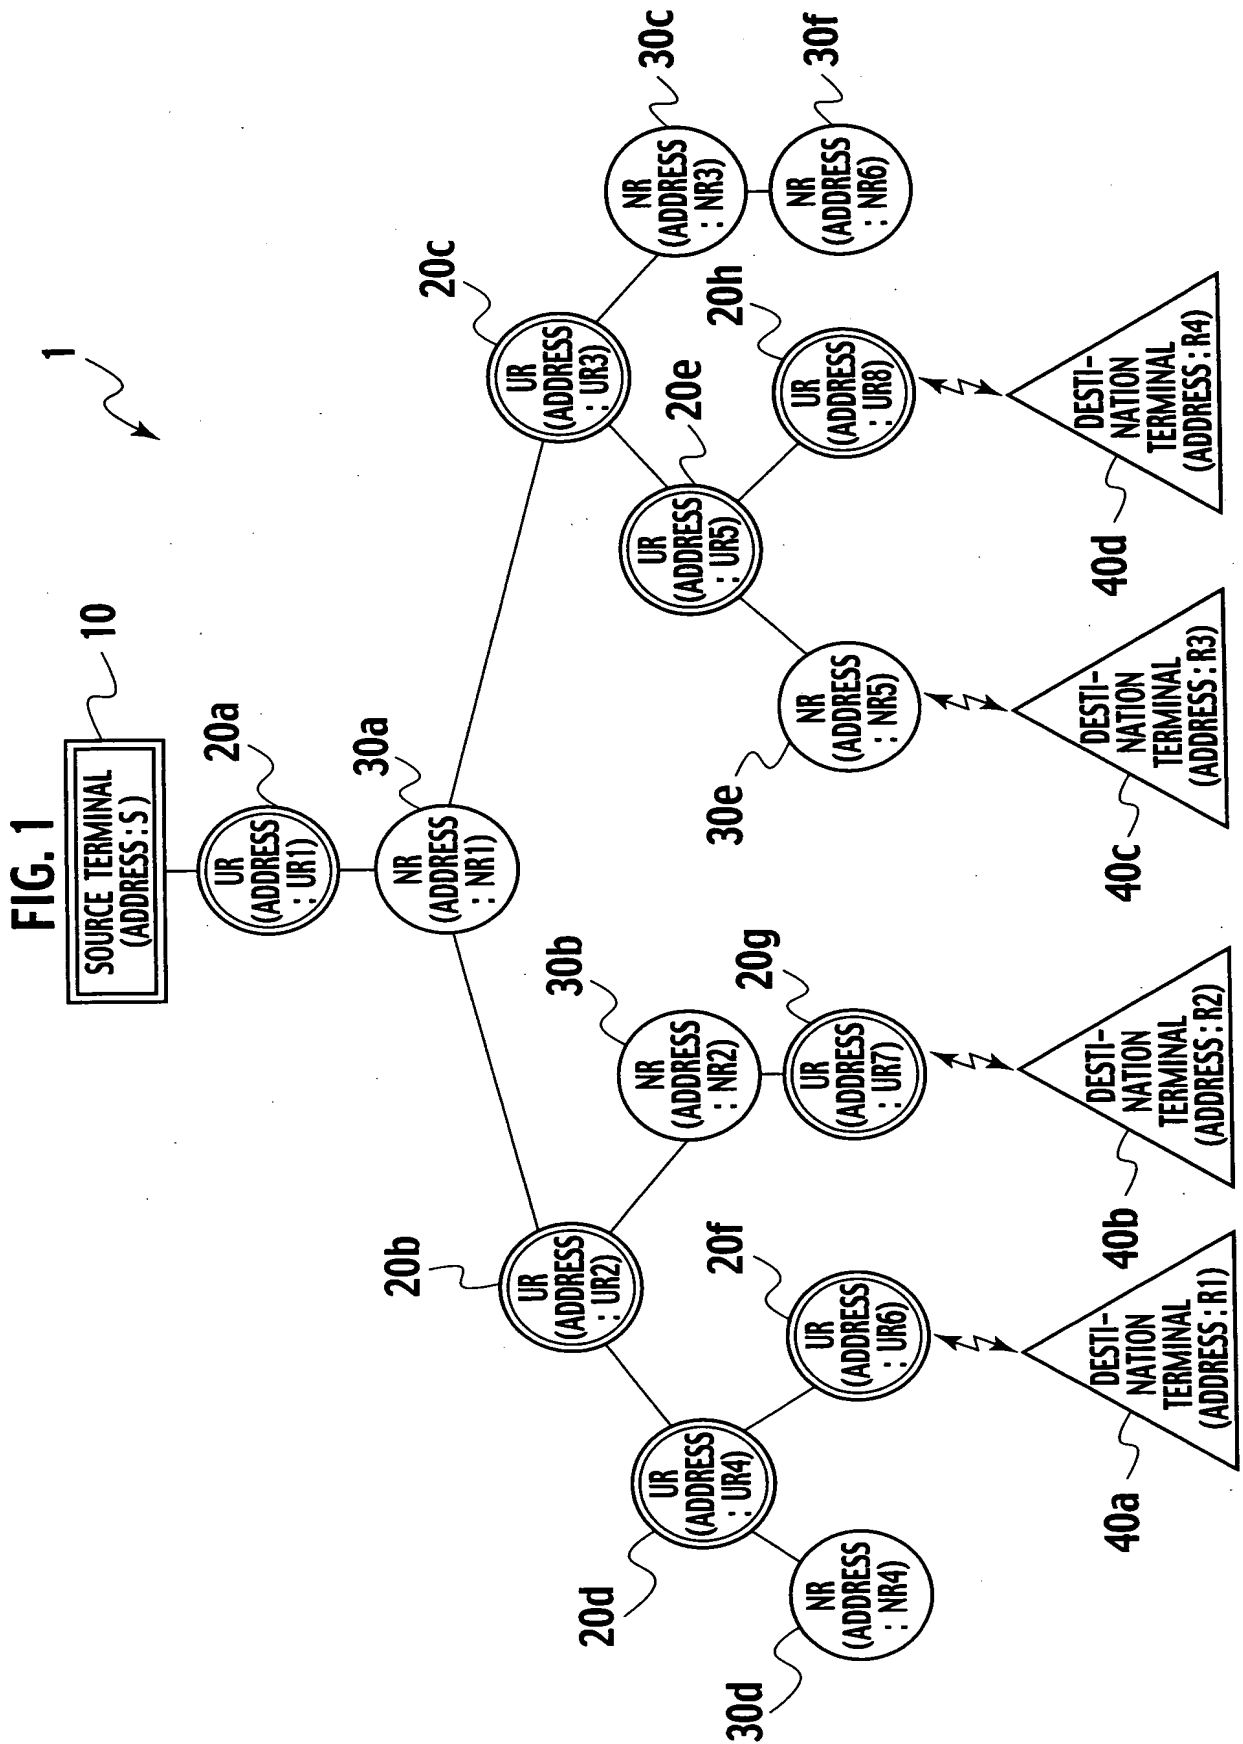 FIG. 1
1
SOURCE TERMINAL
(ADDRESS:S)
10
UR
(ADDRESS
: UR1)
20a
NR
(ADDRESS
: NR1)
30a
UR
(ADDRESS
: UR2)
20b
UR
(ADDRESS
: UR3)
20c
UR
(ADDRESS
: UR4)
20d
NR
(ADDRESS
: NR2)
30b
UR
(ADDRESS
: UR5)
20e
NR
(ADDRESS
: NR3)
30c
NR
(ADDRESS
: NR4)
30d
UR
(ADDRESS
: UR6)
20f
UR
(ADDRESS
: UR7)
20g
NR
(ADDRESS
: NR5)
30e
UR
(ADDRESS
: UR8)
20h
NR
(ADDRESS
: NR6)
30f
DESTI-
NATION
TERMINAL
(ADDRESS:R1)
40a
DESTI-
NATION
TERMINAL
(ADDRESS:R2)
40b
DESTI-
NATION
TERMINAL
(ADDRESS:R3)
40c
DESTI-
NATION
TERMINAL
(ADDRESS:R4)
40d